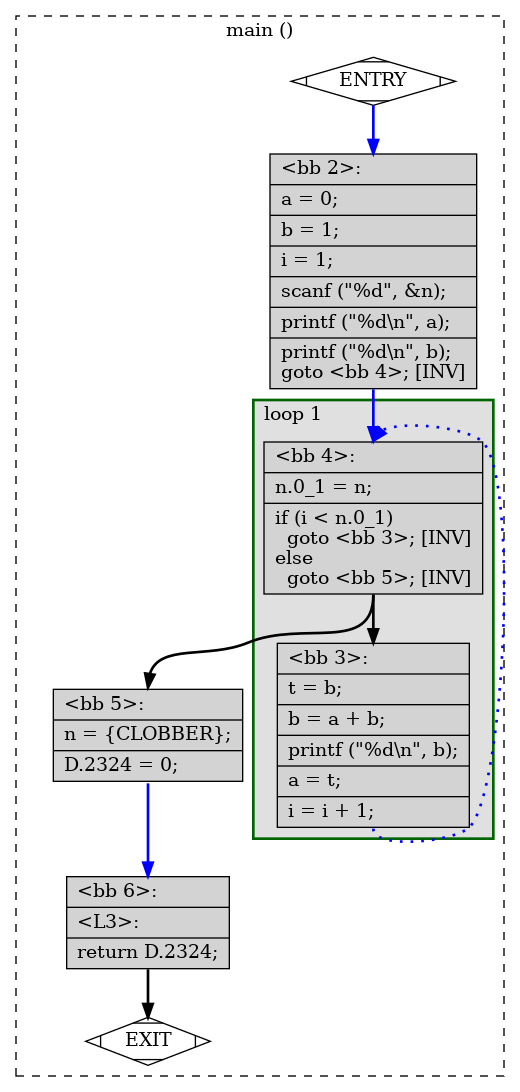 main ()
ENTRY
<bb 2>:
a = 0;
b = 1;
i = 1;
scanf ("%d", &n);
printf ("%d\n", a);
printf ("%d\n", b);
goto <bb 4>; [INV]
loop 1
<bb 4>:
n.0_1 = n;
if (i < n.0_1)
goto <bb 3>; [INV]
else
goto <bb 5>; [INV]
<bb 3>:
t = b;
b = a + b;
printf ("%d\n", b);
a = t;
i = i + 1;
<bb 5>:
n = {CLOBBER};
D.2324 = 0;
<bb 6>:
<L3>:
return D.2324;
EXIT